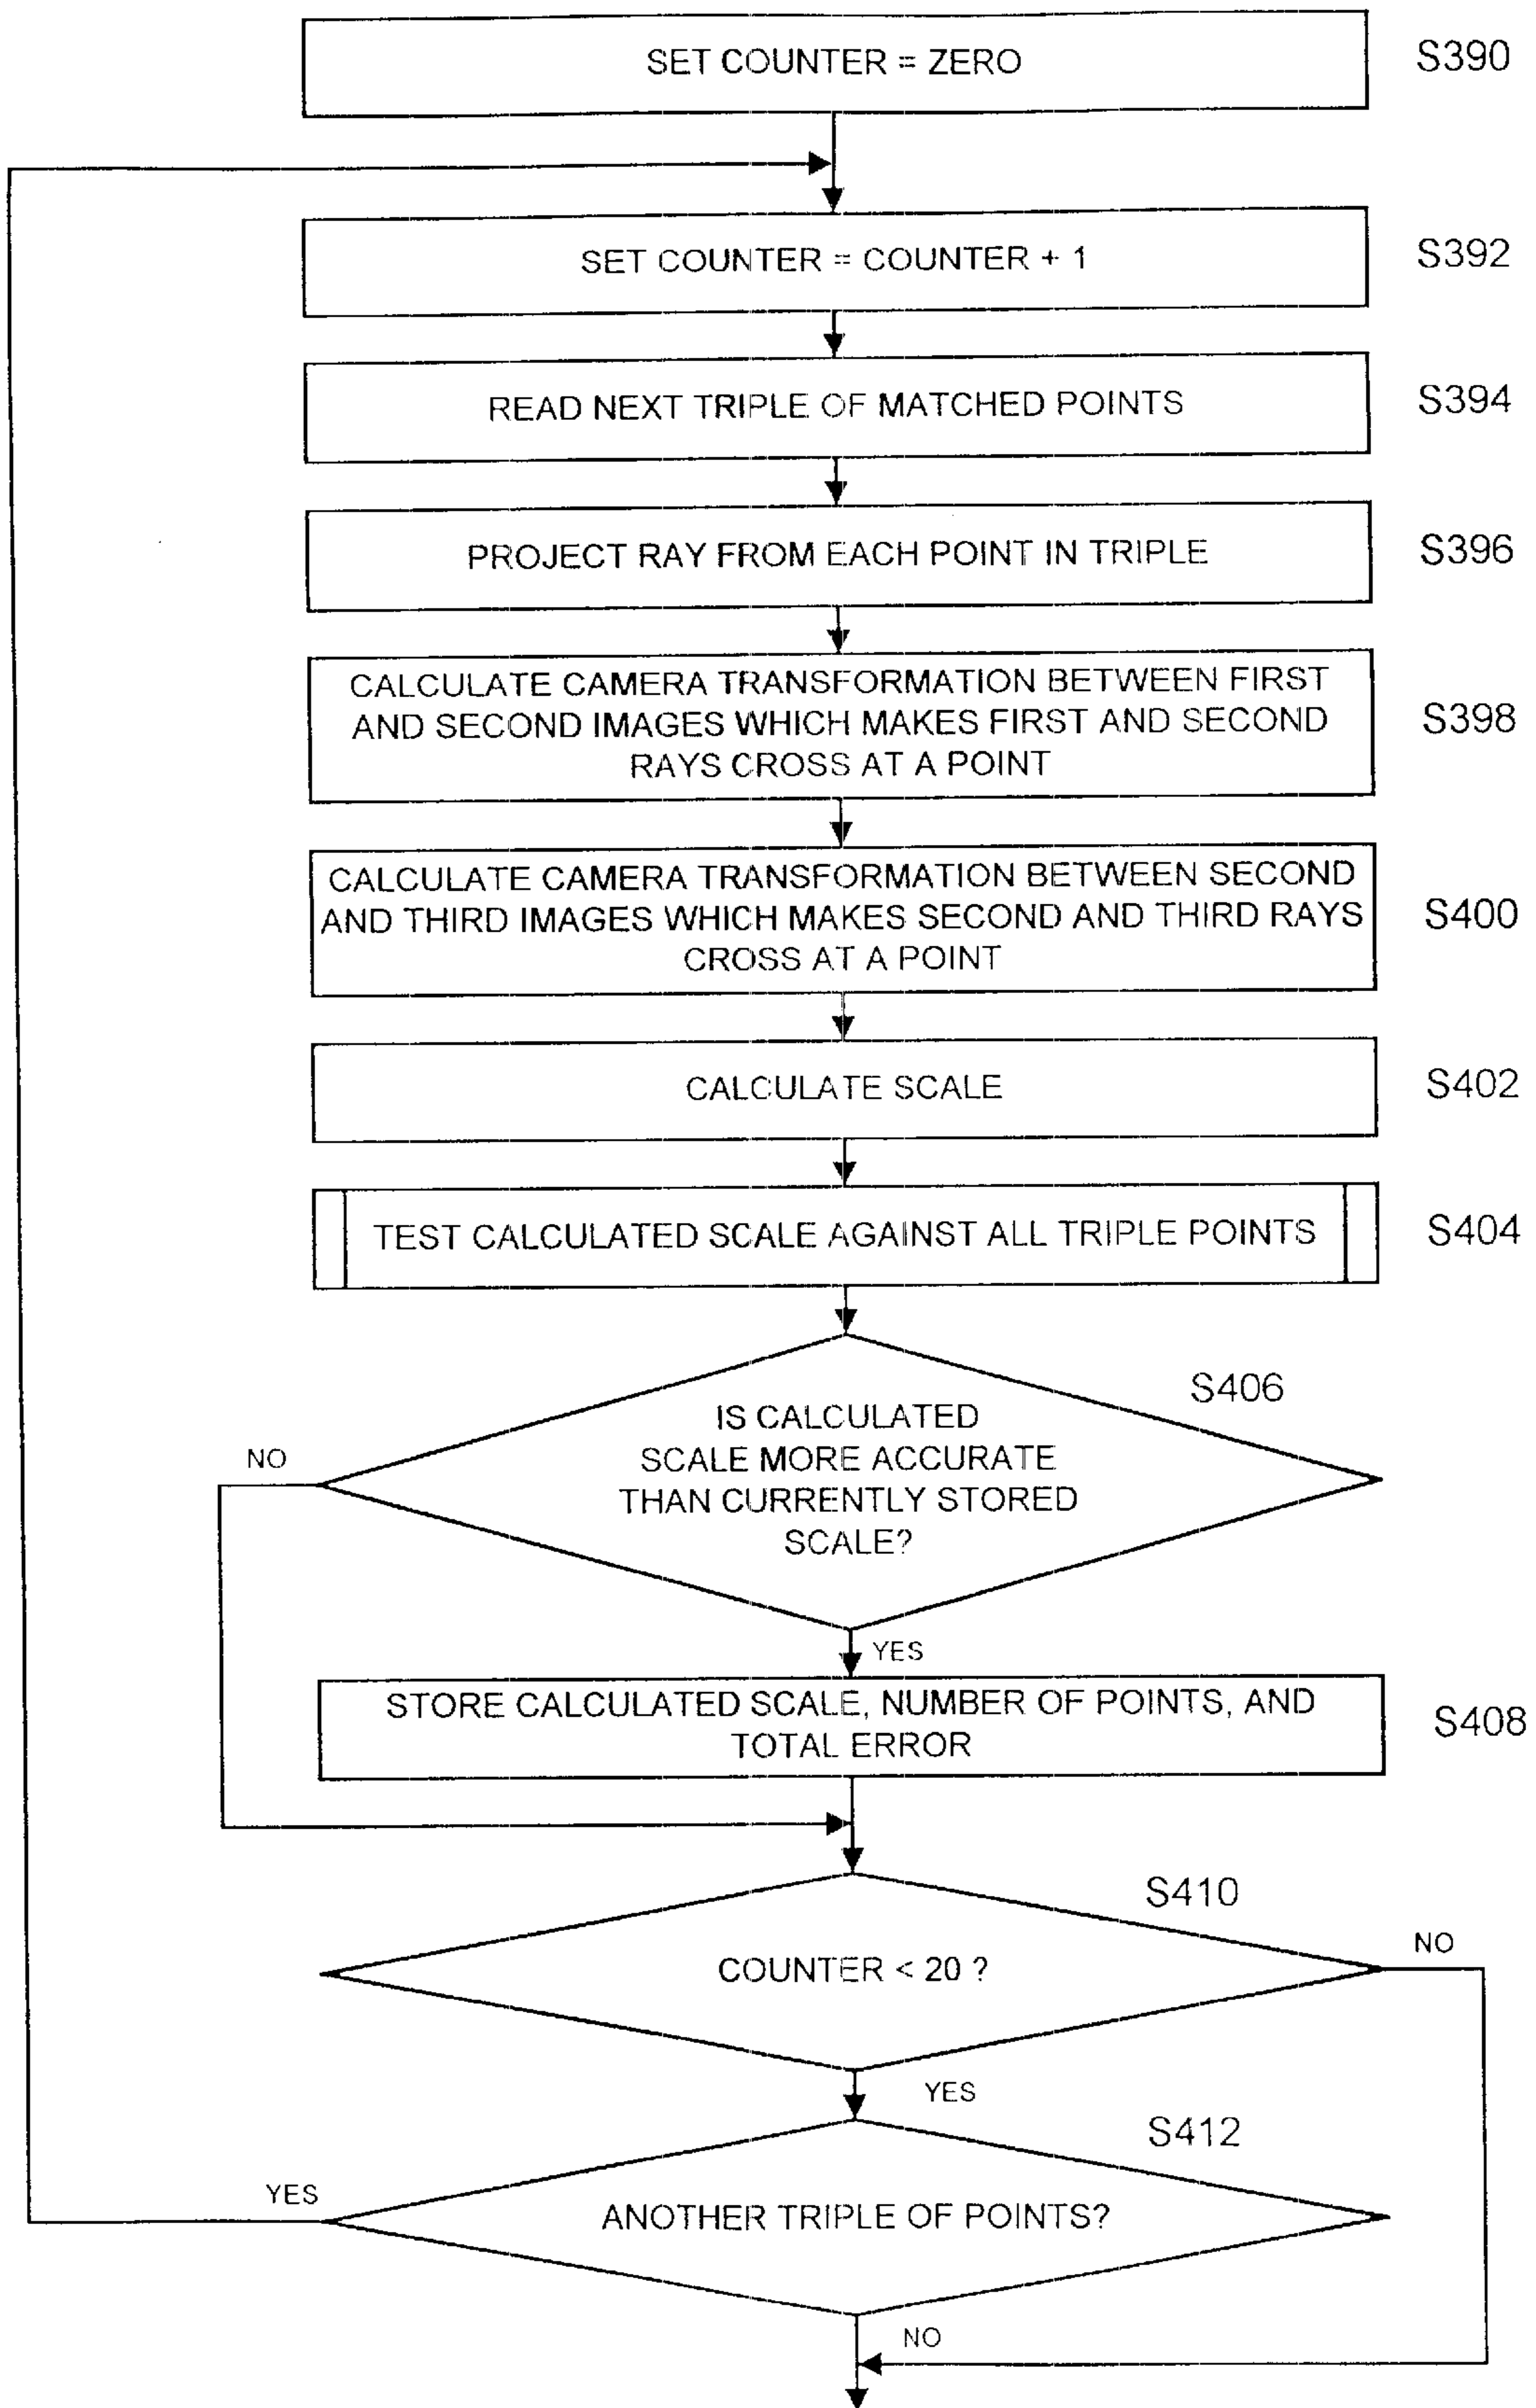 SET COUNTER = ZERO
S390
SET COUNTER = COUNTER + 1
S392
READ NEXT TRIPLE OF MATCHED POINTS
S394
PROJECT RAY FROM EACH POINT IN TRIPLE
S396
CALCULATE CAMERA TRANSFORMATION BETWEEN FIRST
AND SECOND IMAGES WHICH MAKES FIRST AND SECOND
RAYS CROSS AT A POINT
S398
CALCULATE CAMERA TRANSFORMATION BETWEEN SECOND
AND THIRD IMAGES WHICH MAKES SECOND AND THIRD RAYS
CROSS AT A POINT
S400
CALCULATE SCALE
S402
TEST CALCULATED SCALE AGAINST ALL TRIPLE POINTS
S404
S406
IS CALCULATED
SCALE MORE ACCURATE
THAN CURRENTLY STORED
SCALE?
NO
YES
STORE CALCULATED SCALE, NUMBER OF POINTS, AND
TOTAL ERROR
S408
S410
COUNTER < 20 ?
NO
YES
S412
ANOTHER TRIPLE OF POINTS?
YES
NO